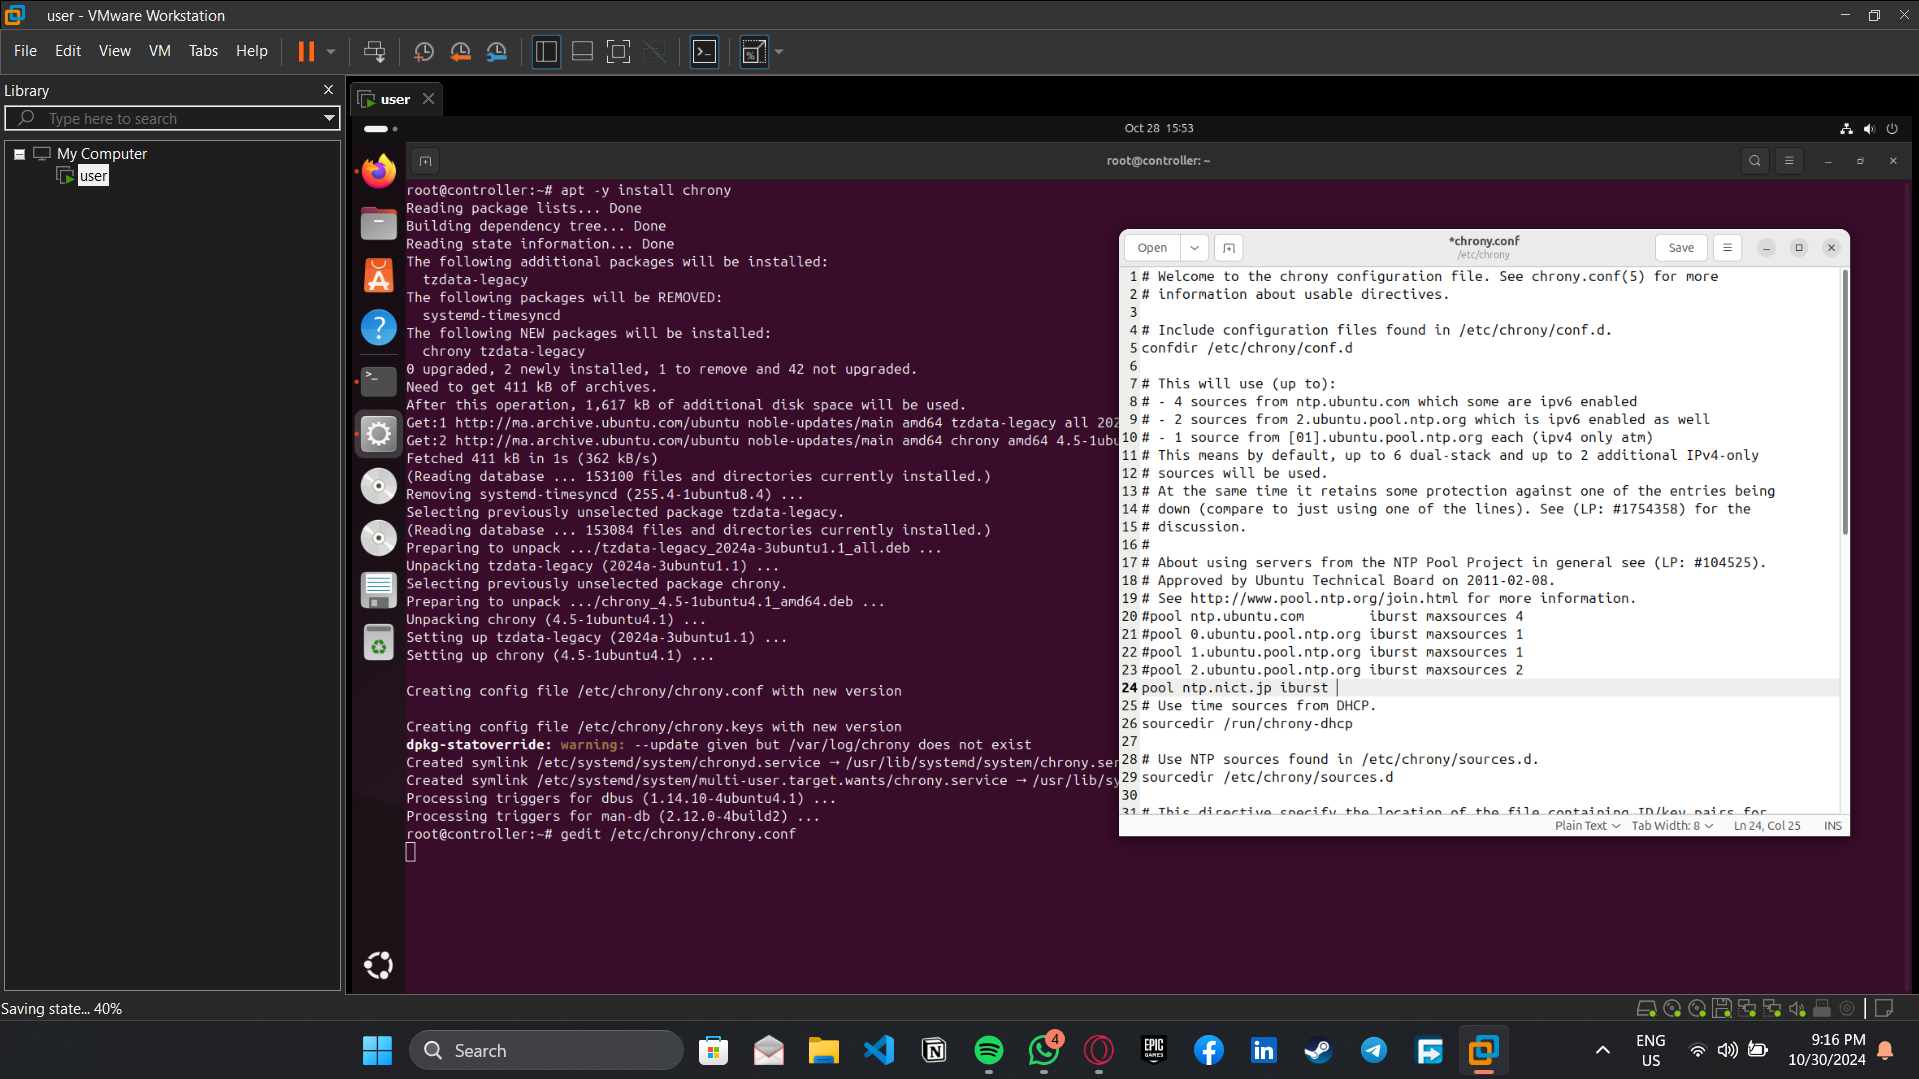 user - VMware Workstation
File Edit View VM Tabs Help
Library
Type here to search
My Computer
user
user
Oct 28 15:53
root@controller: ~
root@controller:~# apt -y install chrony
Reading package lists... Done
Building dependency tree... Done
Reading state information... Done
The following additional packages will be installed:
  tzdata-legacy
The following packages will be REMOVED:
  systemd-timesyncd
The following NEW packages will be installed:
  chrony tzdata-legacy
0 upgraded, 2 newly installed, 1 to remove and 42 not upgraded.
Need to get 411 kB of archives.
After this operation, 1,617 kB of additional disk space will be used.
Get:1 http://ma.archive.ubuntu.com/ubuntu noble-updates/main amd64 tzdata-legacy all 202
Get:2 http://ma.archive.ubuntu.com/ubuntu noble-updates/main amd64 chrony amd64 4.5-1ubu
Fetched 411 kB in 1s (362 kB/s)
(Reading database ... 153100 files and directories currently installed.)
Removing systemd-timesyncd (255.4-1ubuntu8.4) ...
Selecting previously unselected package tzdata-legacy.
(Reading database ... 153084 files and directories currently installed.)
Preparing to unpack .../tzdata-legacy_2024a-3ubuntu1.1_all.deb ...
Unpacking tzdata-legacy (2024a-3ubuntu1.1) ...
Selecting previously unselected package chrony.
Preparing to unpack .../chrony_4.5-1ubuntu4.1_amd64.deb ...
Unpacking chrony (4.5-1ubuntu4.1) ...
Setting up tzdata-legacy (2024a-3ubuntu1.1) ...
Setting up chrony (4.5-1ubuntu4.1) ...
Creating config file /etc/chrony/chrony.conf with new version
Creating config file /etc/chrony/chrony.keys with new version
dpkg-statoverride: warning: --update given but /var/log/chrony does not exist
Created symlink /etc/systemd/system/chronyd.service → /usr/lib/systemd/system/chrony.ser
Created symlink /etc/systemd/system/multi-user.target.wants/chrony.service → /usr/lib/sy
Processing triggers for dbus (1.14.10-4ubuntu4.1) ...
Processing triggers for man-db (2.12.0-4build2) ...
root@controller:~# gedit /etc/chrony/chrony.conf
Open
*chrony.conf
/etc/chrony
Save
1 # Welcome to the chrony configuration file. See chrony.conf(5) for more
2 # information about usable directives.
3
4 # Include configuration files found in /etc/chrony/conf.d.
5 confdir /etc/chrony/conf.d
6
7 # This will use (up to):
8 # - 4 sources from ntp.ubuntu.com which some are ipv6 enabled
9 # - 2 sources from 2.ubuntu.pool.ntp.org which is ipv6 enabled as well
10 # - 1 source from [01].ubuntu.pool.ntp.org each (ipv4 only atm)
11 # This means by default, up to 6 dual-stack and up to 2 additional IPv4-only
12 # sources will be used.
13 # At the same time it retains some protection against one of the entries being
14 # down (compare to just using one of the lines). See (LP: #1754358) for the
15 # discussion.
16 #
17 # About using servers from the NTP Pool Project in general see (LP: #104525).
18 # Approved by Ubuntu Technical Board on 2011-02-08.
19 # See http://www.pool.ntp.org/join.html for more information.
20 #pool ntp.ubuntu.com        iburst maxsources 4
21 #pool 0.ubuntu.pool.ntp.org iburst maxsources 1
22 #pool 1.ubuntu.pool.ntp.org iburst maxsources 1
23 #pool 2.ubuntu.pool.ntp.org iburst maxsources 2
24 pool ntp.nict.jp iburst
25 # Use time sources from DHCP.
26 sourcedir /run/chrony-dhcp
27
28 # Use NTP sources found in /etc/chrony/sources.d.
29 sourcedir /etc/chrony/sources.d
30
31 # This directive specify the location of the file containing ID/key pairs for
Plain Text Tab Width: 8 Ln 24, Col 25 INS
Saving state... 40%
Search
4
EPIC
GAMES
ENG
US
9:16 PM
10/30/2024